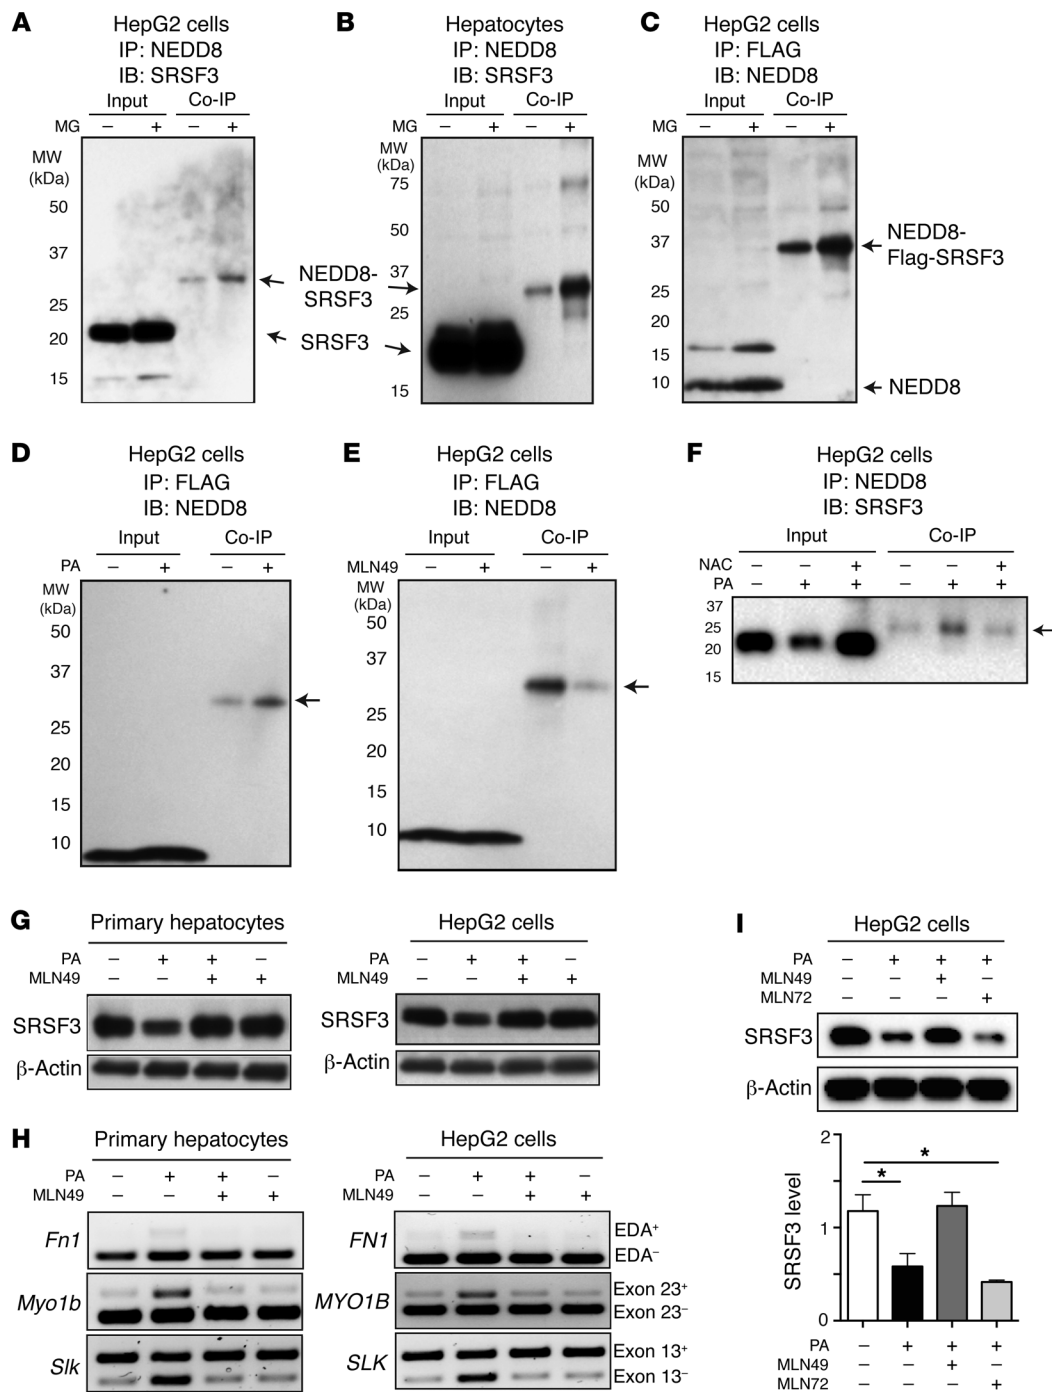 A
HepG2 cells
IP: NEDD8
IB: SRSF3
Input Co-IP
MG – + – +
MW
(kDa)
50
37
25
20
15
NEDD8-
SRSF3
SRSF3
B
Hepatocytes
IP: NEDD8
IB: SRSF3
Input Co-IP
MG – + – +
MW
(kDa)
75
50
37
25
15
C
HepG2 cells
IP: FLAG
IB: NEDD8
Input Co-IP
MG – + – +
MW
(kDa)
50
37
25
20
15
10
NEDD8-
Flag-SRSF3
NEDD8
D
HepG2 cells
IP: FLAG
IB: NEDD8
Input Co-IP
PA – + – +
MW
(kDa)
50
37
25
20
15
10
E
HepG2 cells
IP: FLAG
IB: NEDD8
Input Co-IP
MLN49 – + – +
MW
(kDa)
50
37
25
20
15
10
F
HepG2 cells
IP: NEDD8
IB: SRSF3
Input Co-IP
NAC – – + – – +
PA – + + – + +
37
25
20
15
G
Primary hepatocytes
PA – + + –
MLN49 – – + +
SRSF3
β-Actin
HepG2 cells
PA – + + –
MLN49 – – + +
SRSF3
β-Actin
H
Primary hepatocytes
PA – + + –
MLN49 – – + +
Fn1
Myo1b
Slk
HepG2 cells
PA – + + –
MLN49 – – + +
FN1
EDA+
EDA–
MYO1B
Exon 23+
Exon 23–
SLK
Exon 13+
Exon 13–
I
HepG2 cells
PA – + + +
MLN49 – – + –
MLN72 – – – +
SRSF3
β-Actin
SRSF3 level
2
1
0
*
*
PA – + + +
MLN49 – – + –
MLN72 – – – +